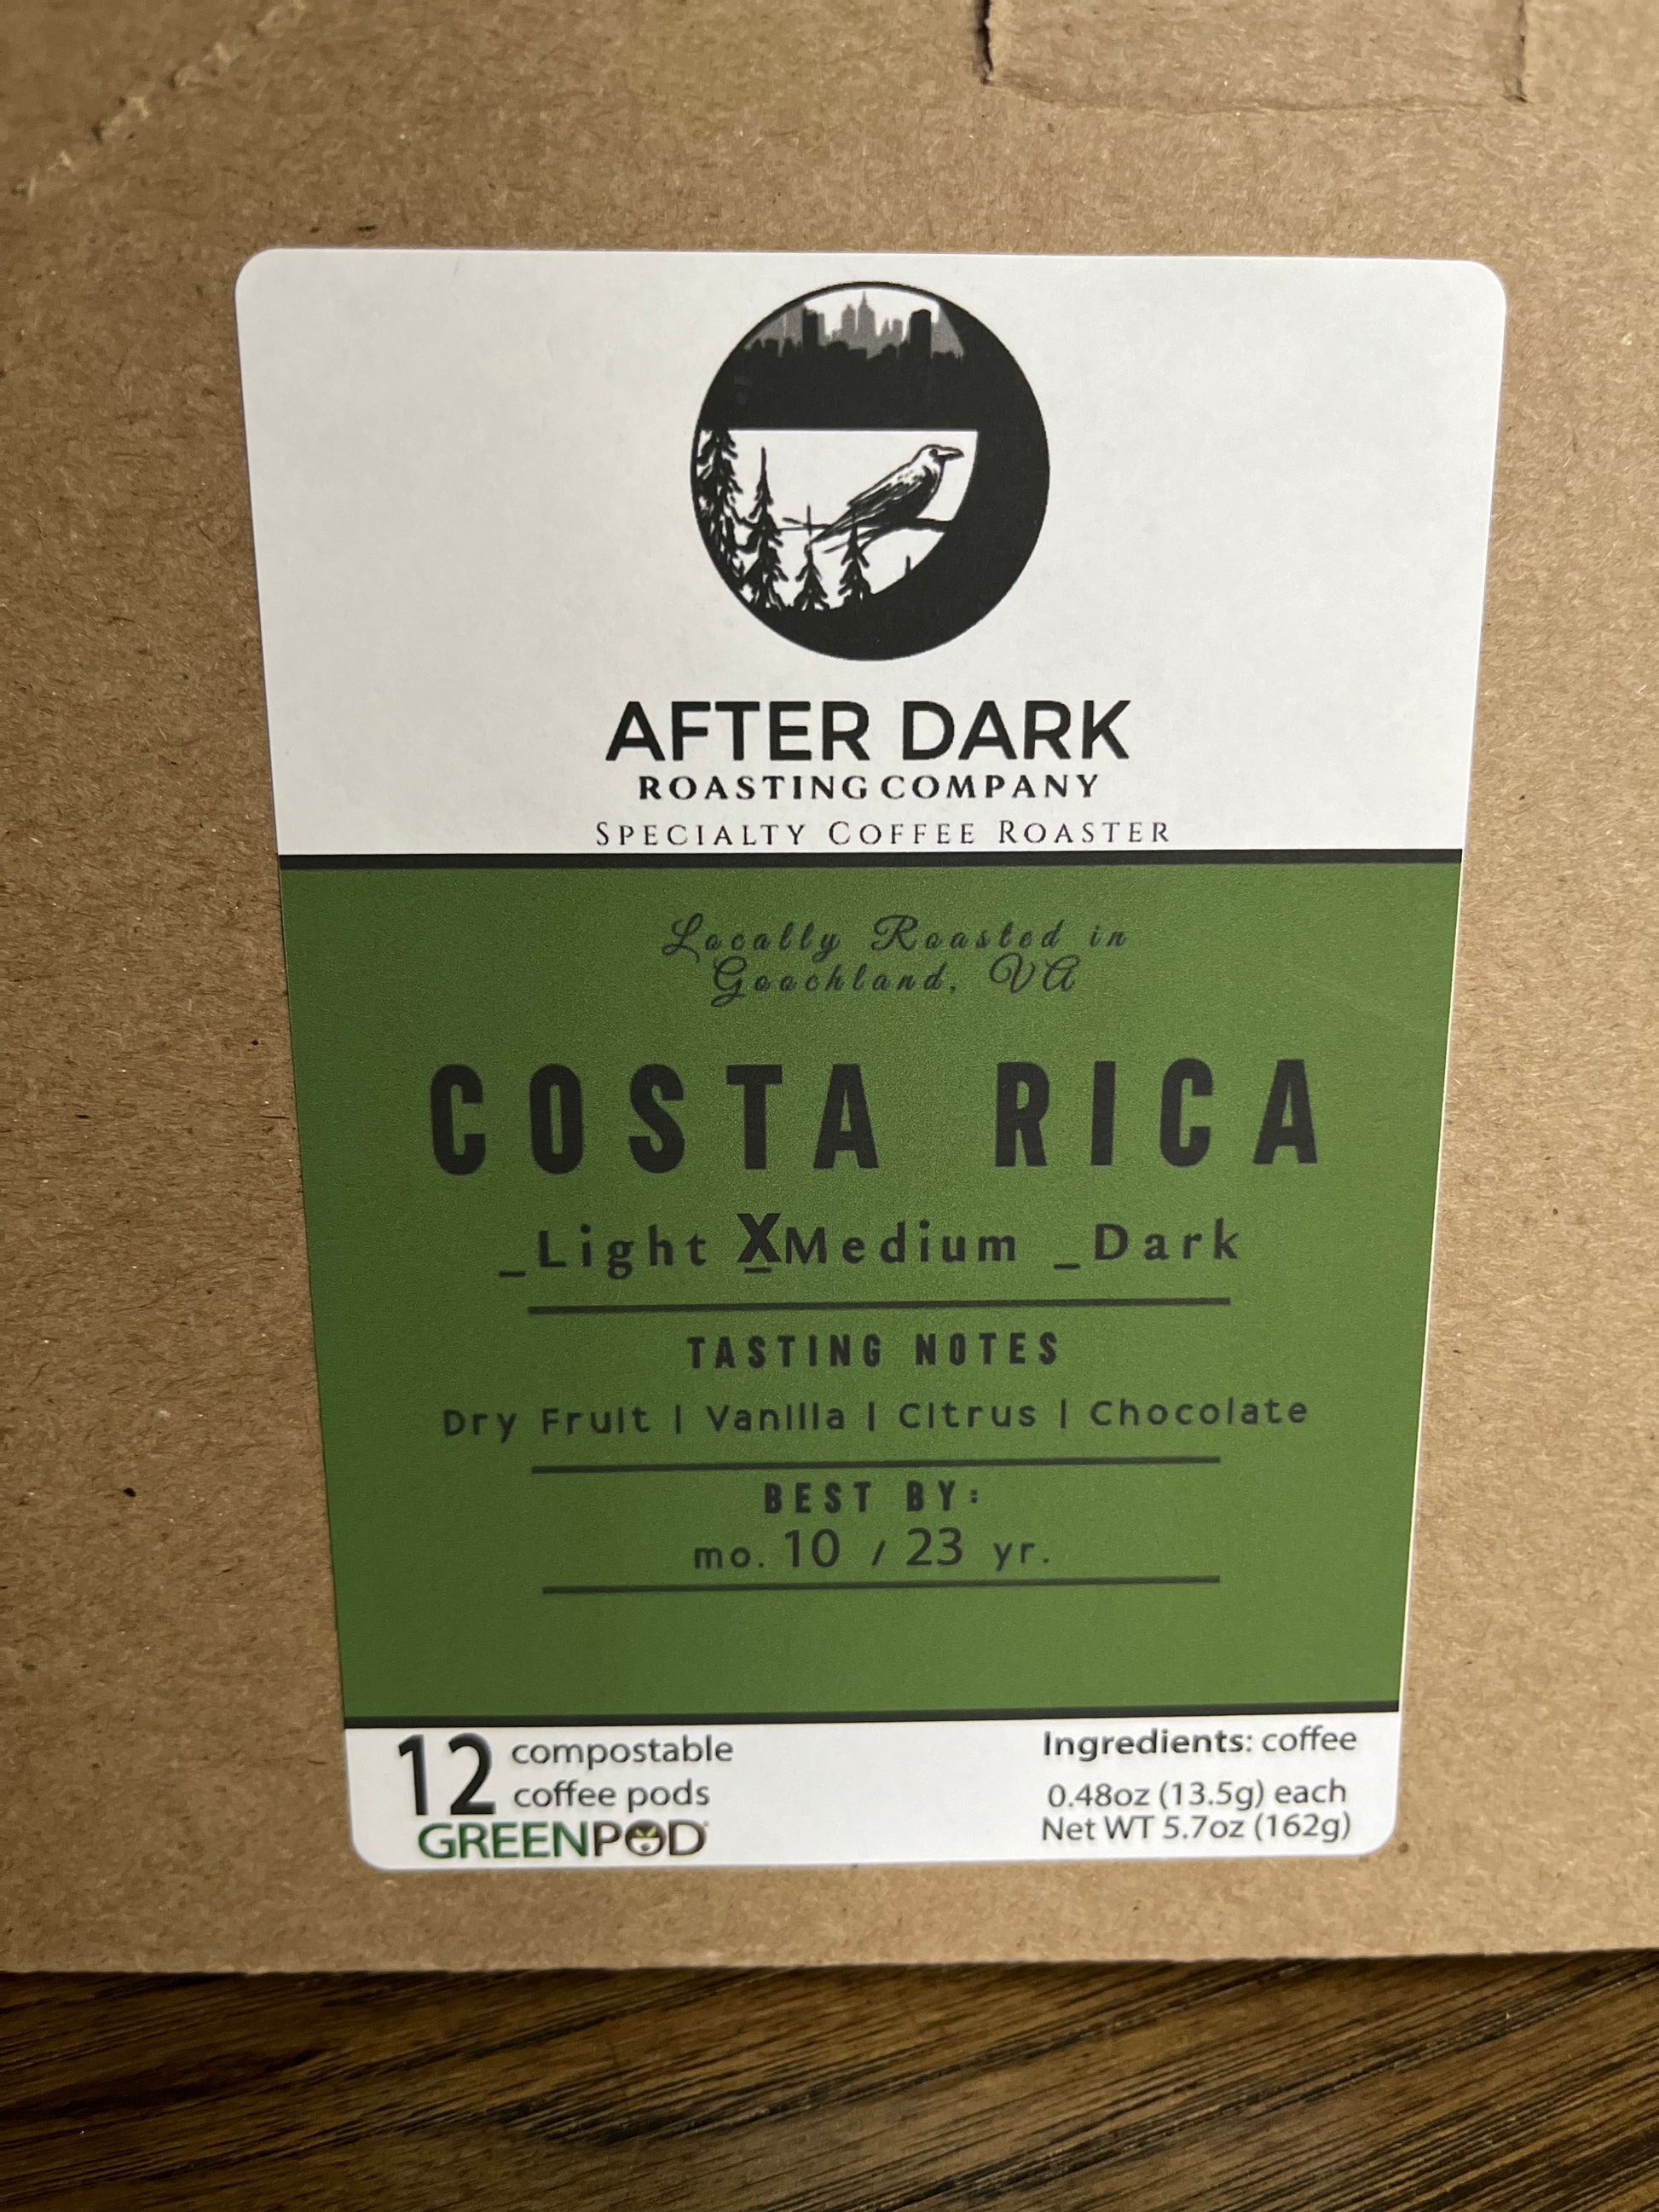 AFTER DARK
ROASTING COMPANY
SPECIALTY COFFEE ROASTER
Locally Roasted in
Goochland, VA
COSTA RICA
_Light XMedium _Dark
TASTING NOTES
Dry Fruit | Vanilla | Citrus | Chocolate
BEST BY:
mo. 10 / 23 yr.
12 compostable
coffee pods
GREENPOD
Ingredients: coffee
0.48oz (13.5g) each
Net WT 5.7oz (162g)